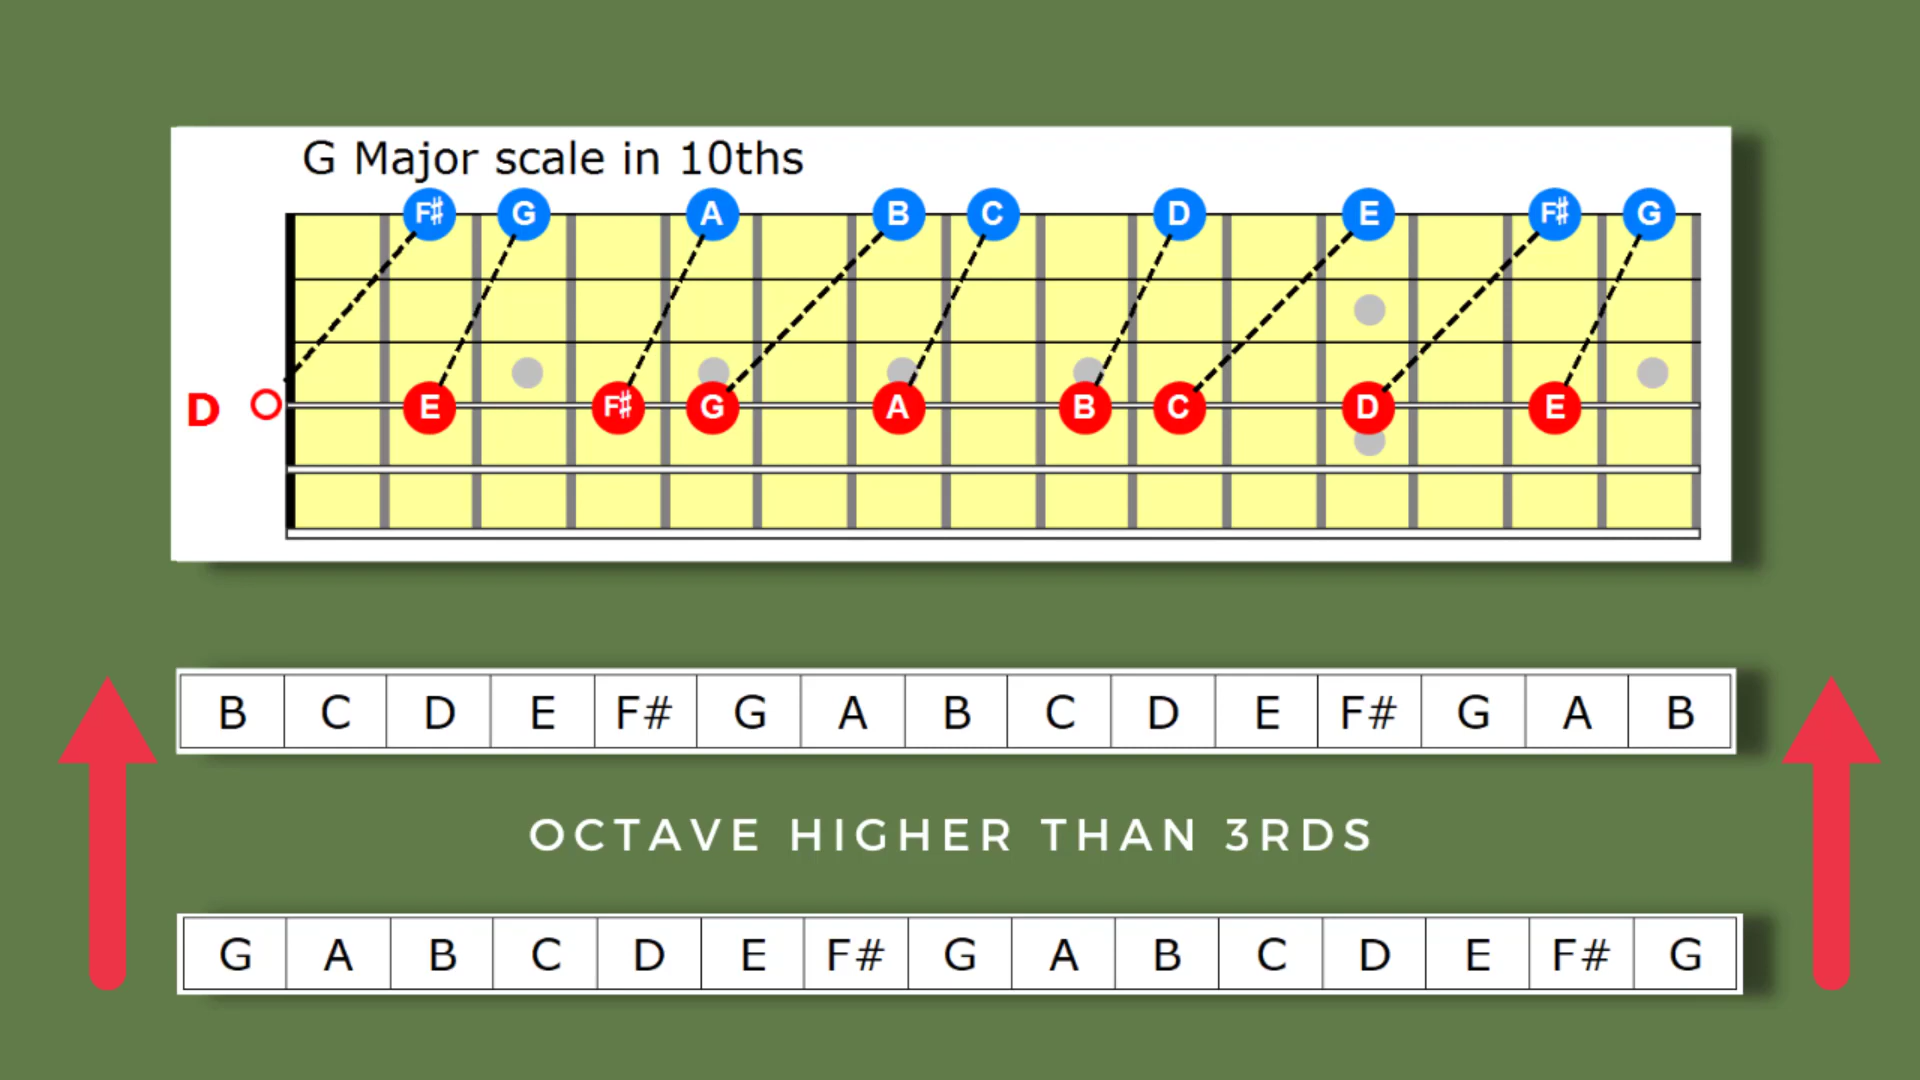 G Major scale in 10ths
F♯ G A B C D E F♯ G
D E F♯ G A B C D E
B C D E F# G A B C D E F# G A B
OCTAVE HIGHER THAN 3RDS
G A B C D E F# G A B C D E F# G